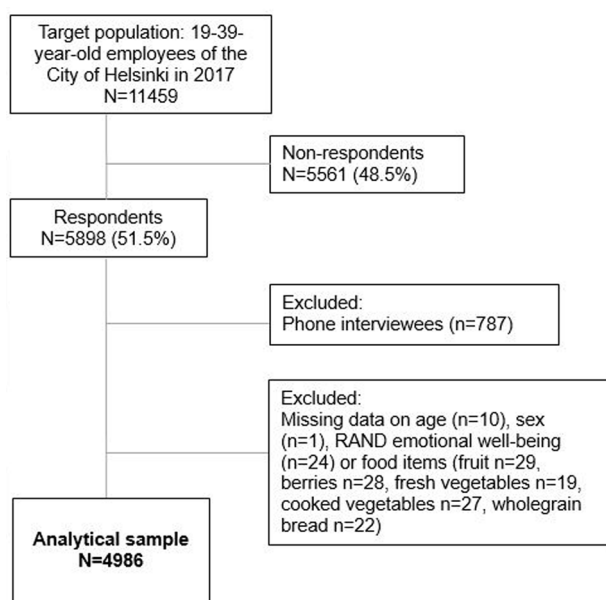 Target population: 19-39-
year-old employees of the
City of Helsinki in 2017
N=11459
Non-respondents
N=5561 (48.5%)
Respondents
N=5898 (51.5%)
Excluded:
Phone interviewees (n=787)
Excluded:
Missing data on age (n=10), sex
(n=1), RAND emotional well-being
(n=24) or food items (fruit n=29,
berries n=28, fresh vegetables n=19,
cooked vegetables n=27, wholegrain
bread n=22)
Analytical sample
N=4986